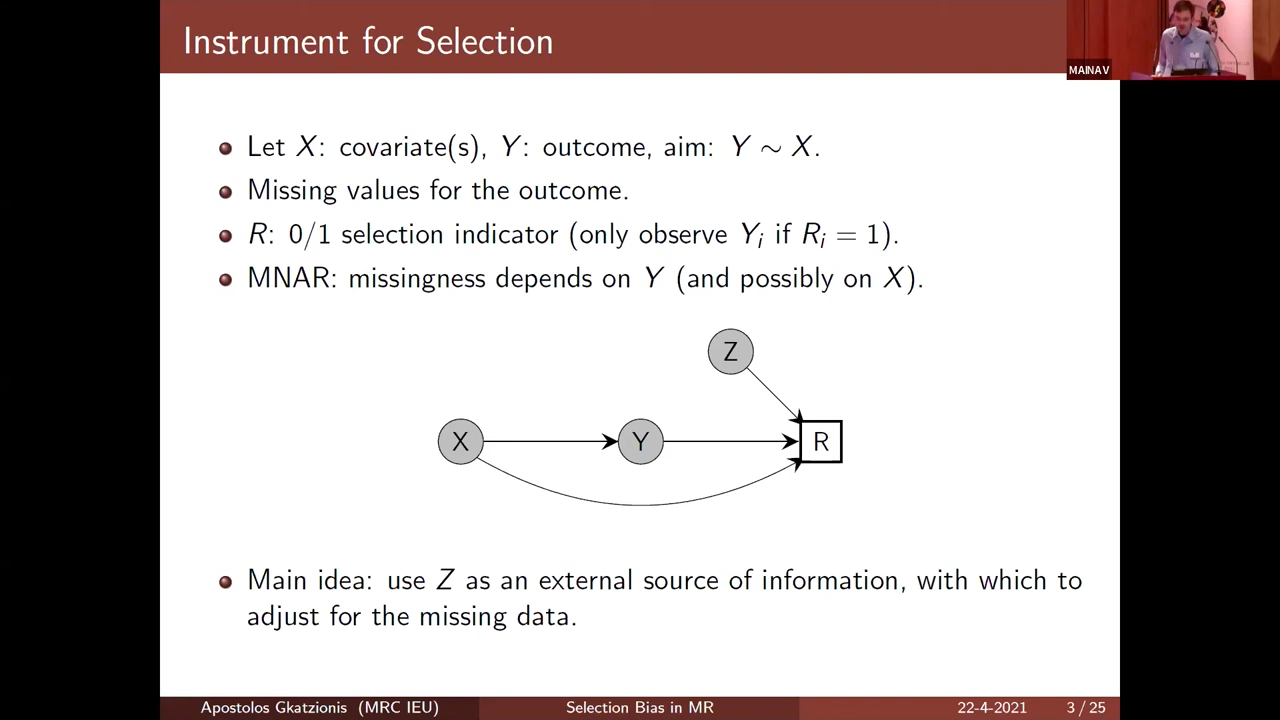 Instrument for Selection
MAINAV
Let X: covariate(s), Y: outcome, aim: Y ∼ X.
Missing values for the outcome.
R: 0/1 selection indicator (only observe Yᵢ if Rᵢ = 1).
MNAR: missingness depends on Y (and possibly on X).
Z
X
Y
R
Main idea: use Z as an external source of information, with which to
adjust for the missing data.
Apostolos Gkatzionis (MRC IEU)
Selection Bias in MR
22-4-2021
3 / 25